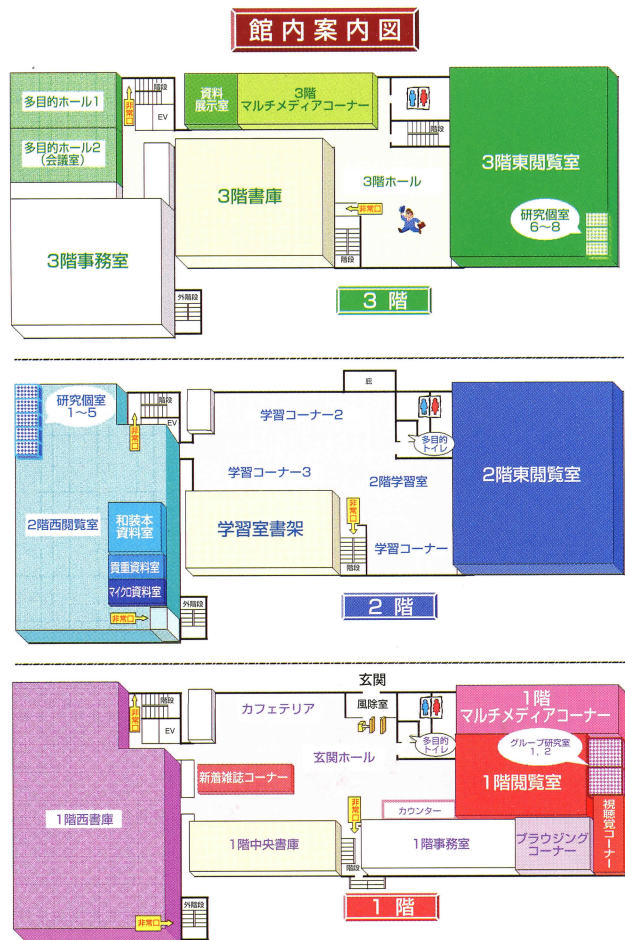 館内案内図
多目的ホール1
多目的ホール2
(会議室)
非常口
階段
EV
資料
展示室
3階
マルチメディアコーナー
階段
3階東閲覧室
研究個室
6〜8
3階書庫
3階ホール
非常口
階段
3階事務室
外階段
3 階
研究個室
1〜5
階段
EV
非常口
庇
学習コーナー2
多目的
トイレ
学習コーナー3
2階学習室
2階東閲覧室
2階西閲覧室
和装本
資料室
貴重資料室
マイクロ資料室
非常口
外階段
学習室書架
非常口
階段
学習コーナー
2 階
玄関
風除室
カフェテリア
階段
EV
非常口
多目的
トイレ
玄関ホール
1階
マルチメディアコーナー
グループ研究室
1, 2
1階閲覧室
視聴覚コーナー
新着雑誌コーナー
非常口
カウンター
1階西書庫
1階中央書庫
階段
1階事務室
ブラウジング
コーナー
外階段
非常口
1 階